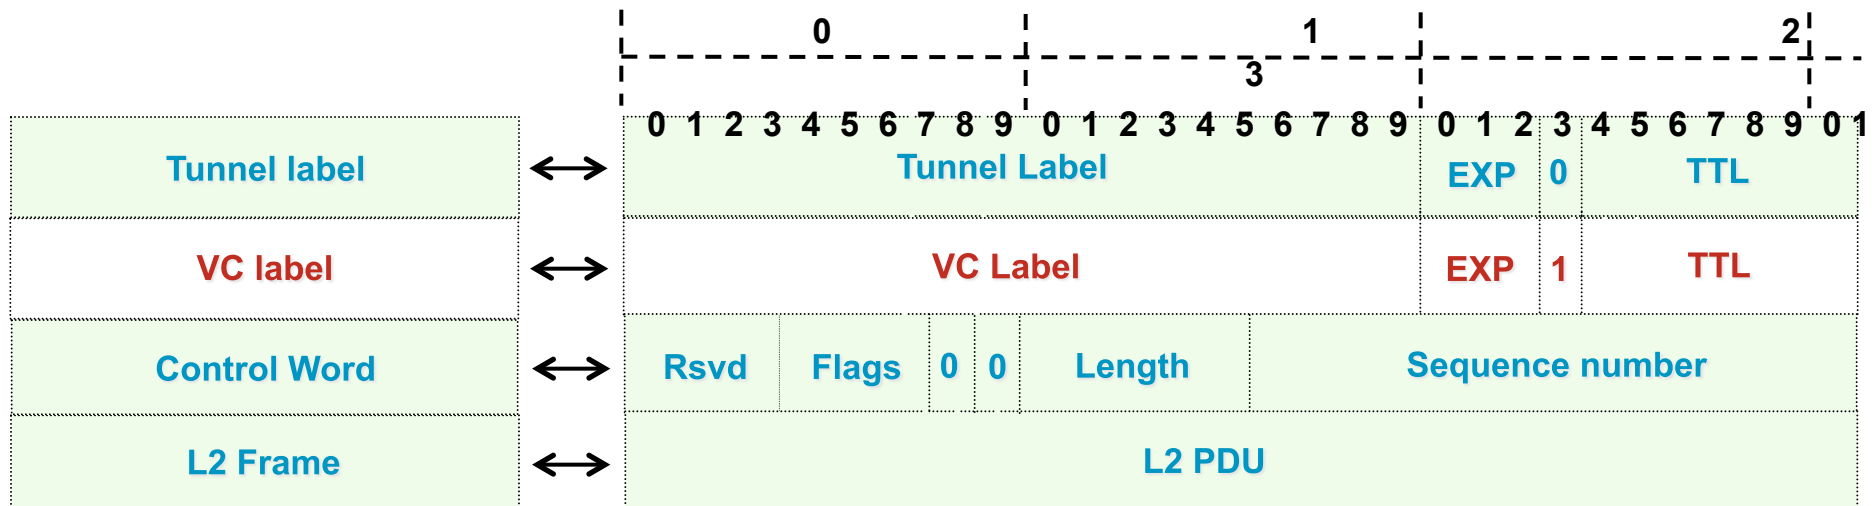 0 1 2
3
0 1 2 3 4 5 6 7 8 9 0 1 2 3 4 5 6 7 8 9 0 1 2 3 4 5 6 7 8 9 0 1
Tunnel label Tunnel Label EXP 0 TTL
VC label VC Label EXP 1 TTL
Control Word Rsvd Flags 0 0 Length Sequence number
L2 Frame L2 PDU